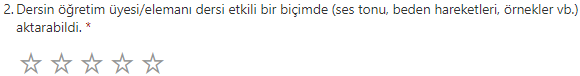 2. Dersin öğretim üyesi/elemanı dersi etkili bir biçimde (ses tonu, beden hareketleri, örnekler vb.)
aktarabildi. *